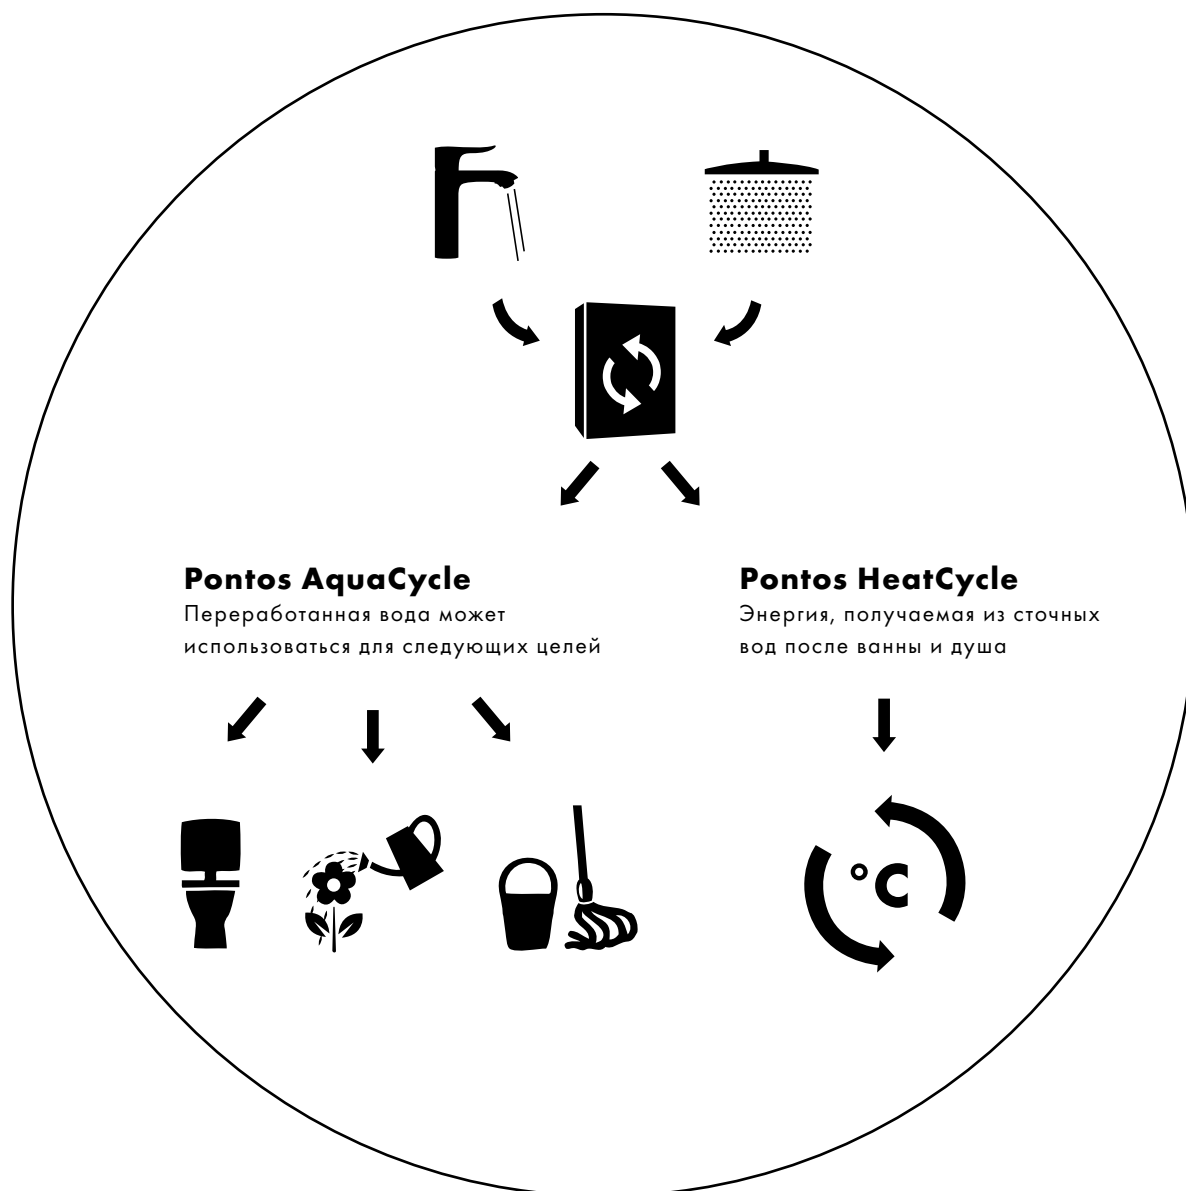 Pontos AquaCycle
Переработанная вода может
использоваться для следующих целей
Pontos HeatCycle
Энергия, получаемая из сточных
вод после ванны и душа
°C